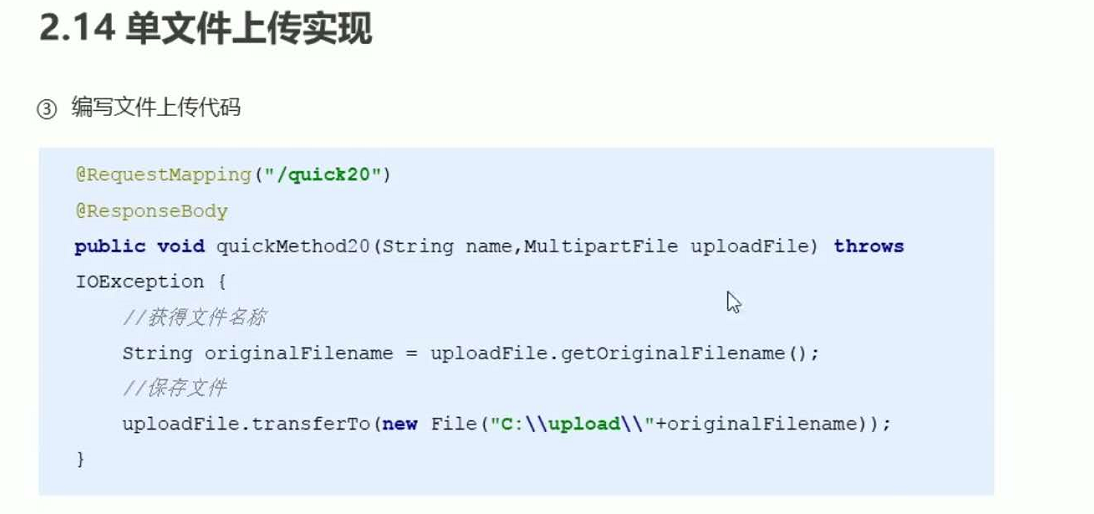 2.14 单文件上传实现
③ 编写文件上传代码
@RequestMapping("/quick20")
@ResponseBody
public void quickMethod20(String name,MultipartFile uploadFile) throws
IOException {
//获得文件名称
String originalFilename = uploadFile.getOriginalFilename();
//保存文件
uploadFile.transferTo(new File("C:\\upload\\"+originalFilename));
}